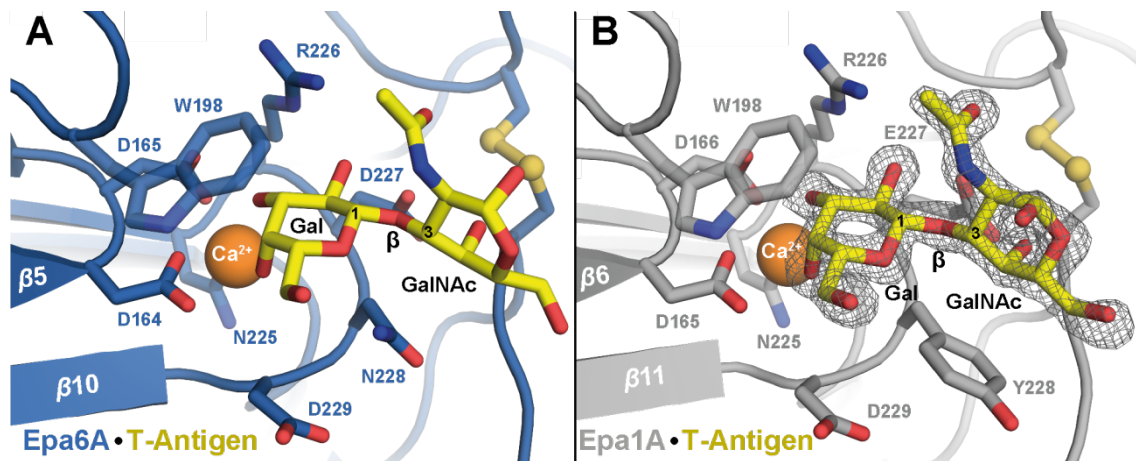 A
R226
W198
D165
D227
Gal
1
3
β
Ca²⁺
GalNAc
β5
D164
N225
N228
β10
D229
Epa6A • T-Antigen
B
R226
W198
D166
E227
1
3
Ca²⁺
β
β6
Gal
GalNAc
D165
N225
β11
Y228
D229
Epa1A • T-Antigen